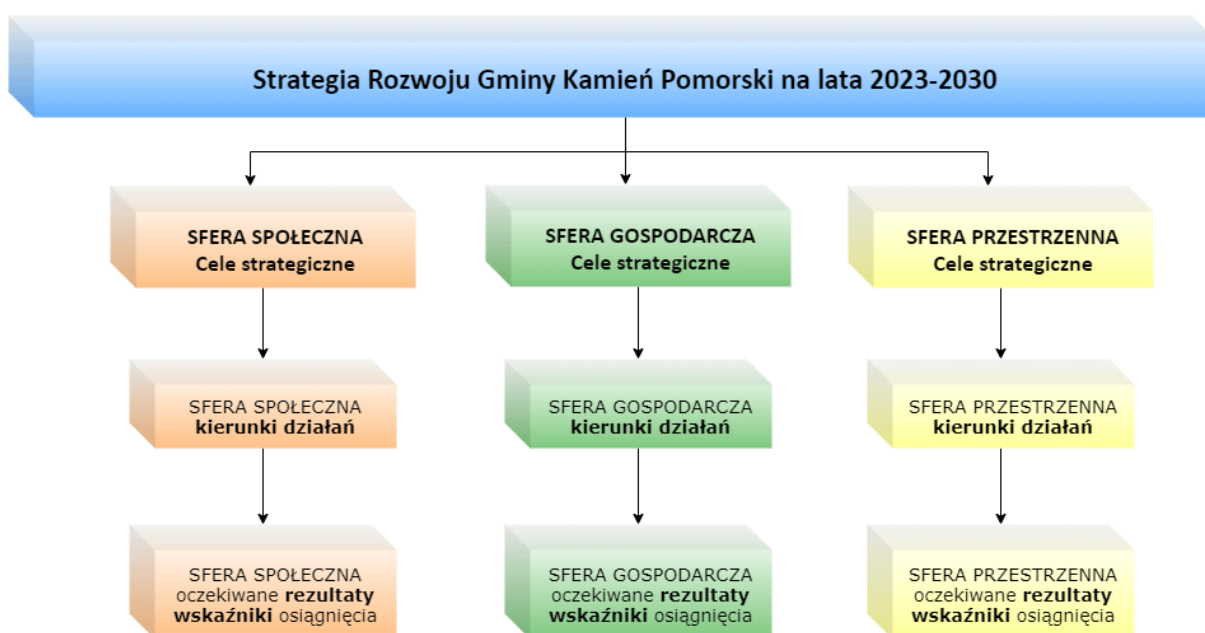 Strategia Rozwoju Gminy Kamień Pomorski na lata 2023-2030
SFERA SPOŁECZNA
Cele strategiczne
SFERA GOSPODARCZA
Cele strategiczne
SFERA PRZESTRZENNA
Cele strategiczne
SFERA SPOŁECZNA
kierunki działań
SFERA GOSPODARCZA
kierunki działań
SFERA PRZESTRZENNA
kierunki działań
SFERA SPOŁECZNA
oczekiwane rezultaty
wskaźniki osiągnięcia
SFERA GOSPODARCZA
oczekiwane rezultaty
wskaźniki osiągnięcia
SFERA PRZESTRZENNA
oczekiwane rezultaty
wskaźniki osiągnięcia